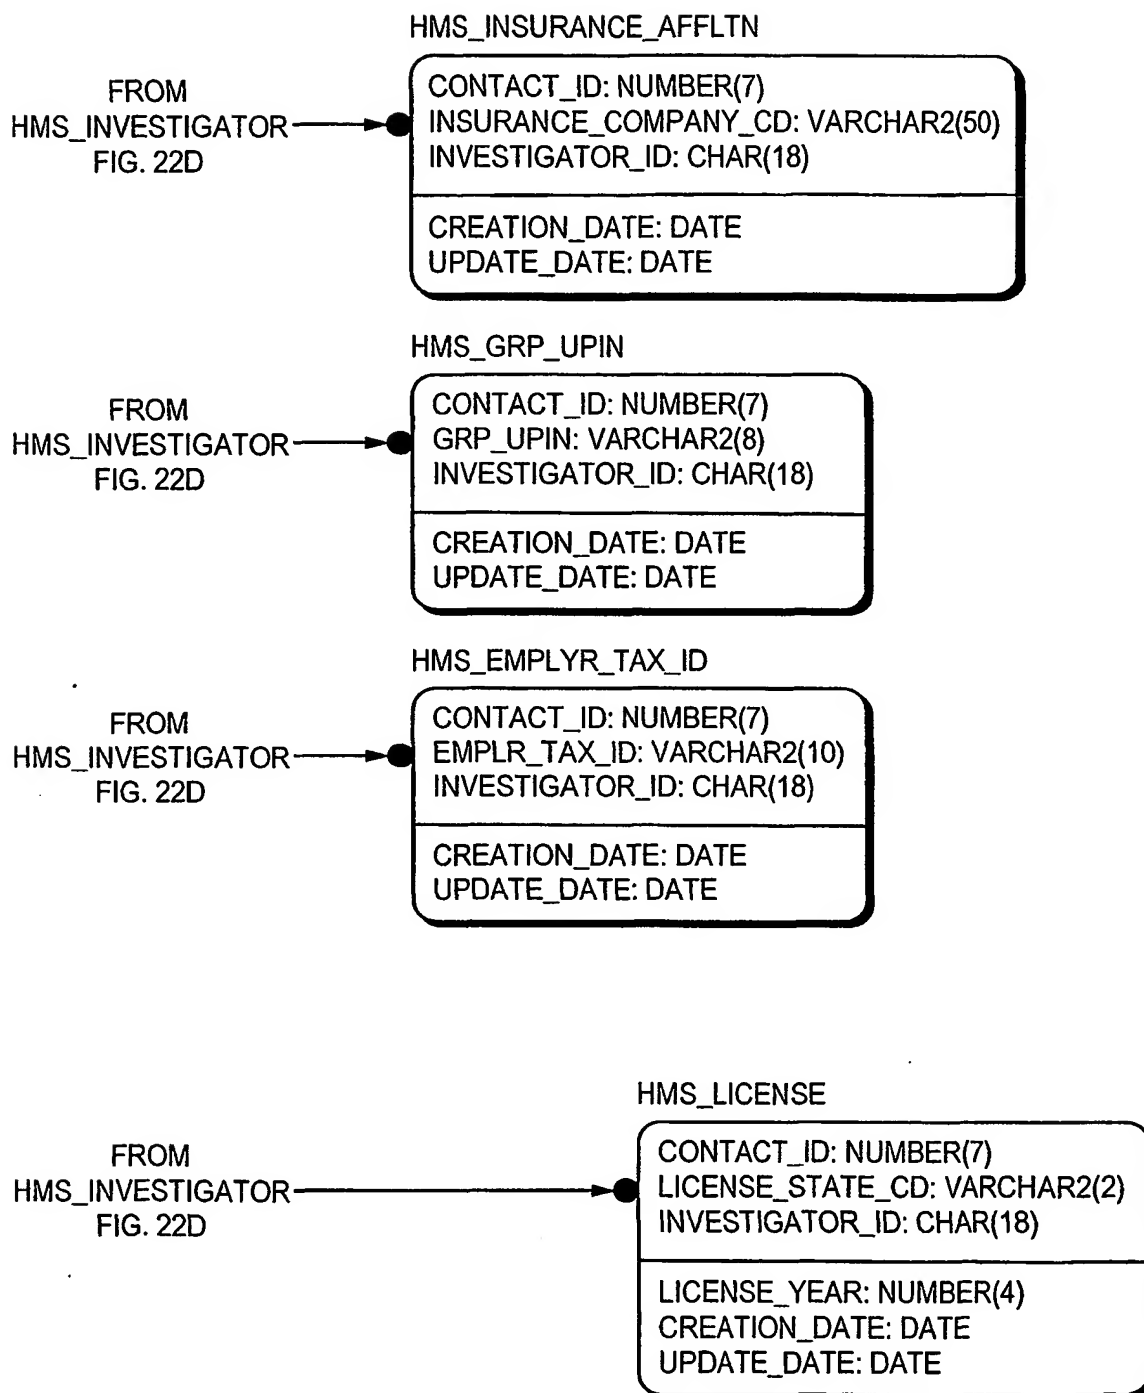 HMS_INSURANCE_AFFLTN
FROM
HMS_INVESTIGATOR
FIG. 22D
CONTACT_ID: NUMBER(7)
INSURANCE_COMPANY_CD: VARCHAR2(50)
INVESTIGATOR_ID: CHAR(18)
CREATION_DATE: DATE
UPDATE_DATE: DATE
HMS_GRP_UPIN
FROM
HMS_INVESTIGATOR
FIG. 22D
CONTACT_ID: NUMBER(7)
GRP_UPIN: VARCHAR2(8)
INVESTIGATOR_ID: CHAR(18)
CREATION_DATE: DATE
UPDATE_DATE: DATE
HMS_EMPLYR_TAX_ID
FROM
HMS_INVESTIGATOR
FIG. 22D
CONTACT_ID: NUMBER(7)
EMPLR_TAX_ID: VARCHAR2(10)
INVESTIGATOR_ID: CHAR(18)
CREATION_DATE: DATE
UPDATE_DATE: DATE
HMS_LICENSE
FROM
HMS_INVESTIGATOR
FIG. 22D
CONTACT_ID: NUMBER(7)
LICENSE_STATE_CD: VARCHAR2(2)
INVESTIGATOR_ID: CHAR(18)
LICENSE_YEAR: NUMBER(4)
CREATION_DATE: DATE
UPDATE_DATE: DATE